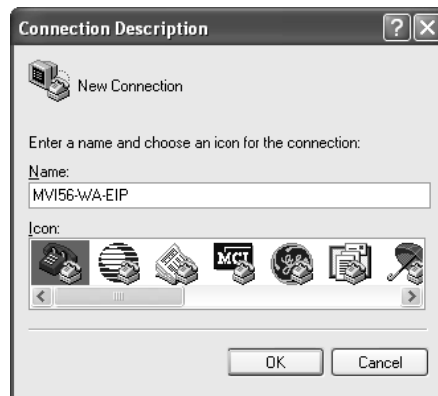 Connection Description
New Connection
Enter a name and choose an icon for the connection:
Name:
MVI56-WA-EIP
Icon:
MCI
OK Cancel